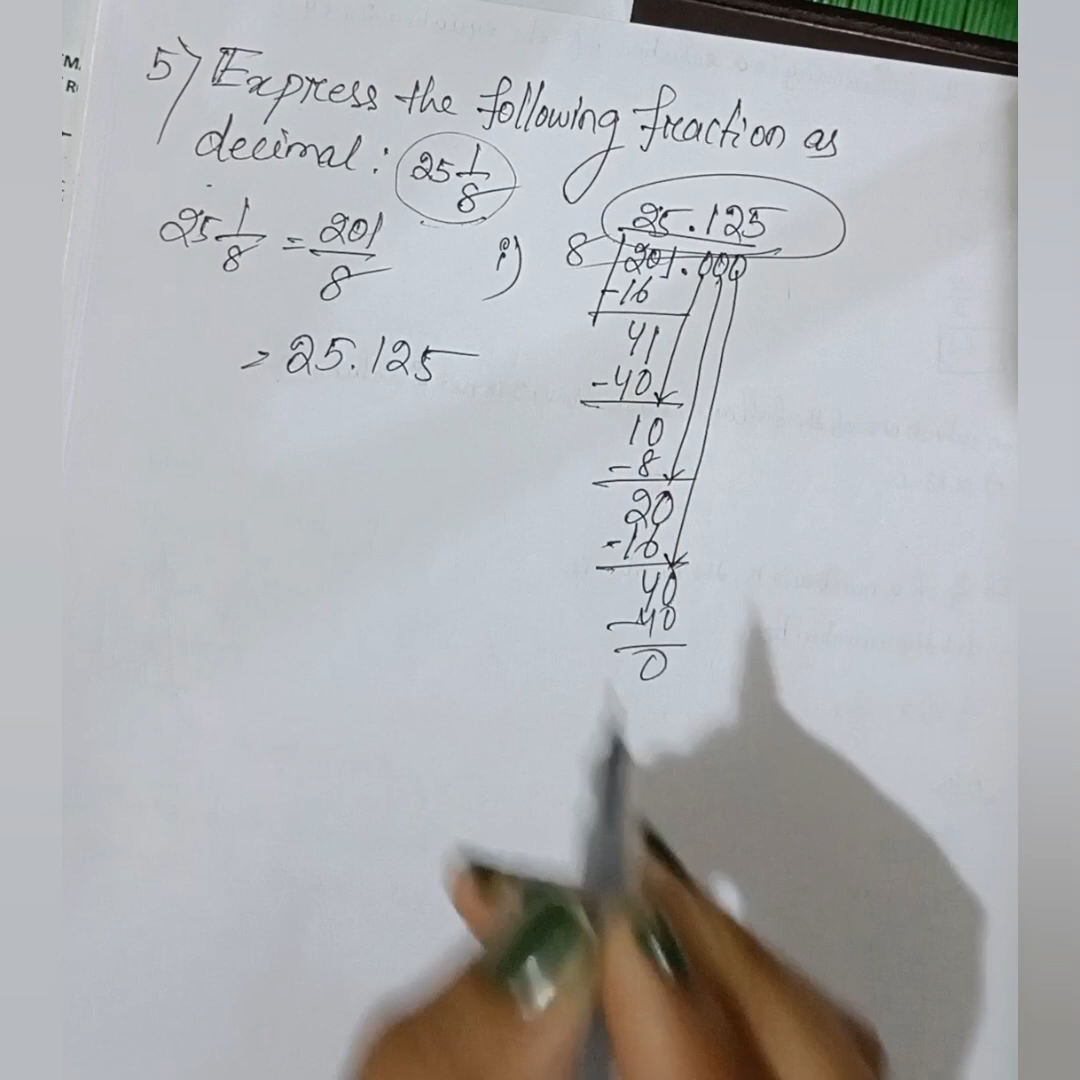 5) Express the following fraction as
decimal: 25 1/8
25 1/8 = 201/8
= 25.125
i)
25.125
8 201.000
-16
41
-40
10
-8
20
-16
40
-40
0
M.
R